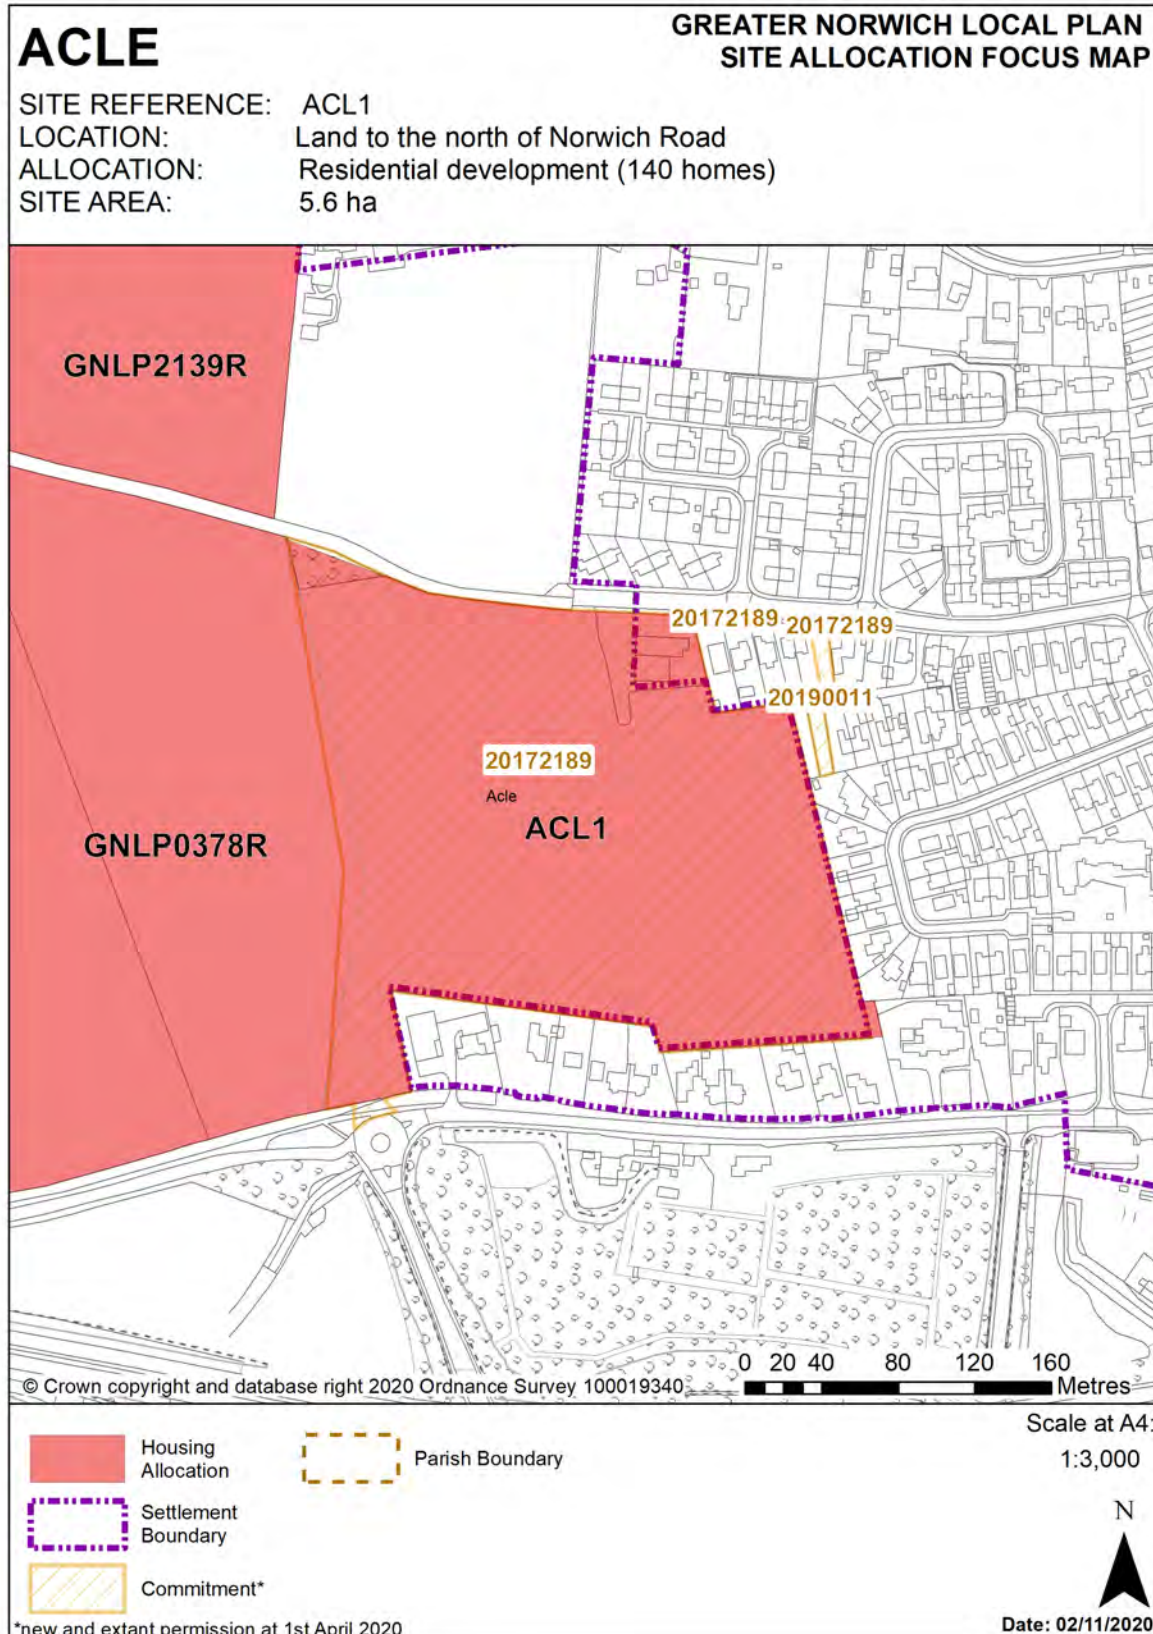 ACLE
GREATER NORWICH LOCAL PLAN
SITE ALLOCATION FOCUS MAP
SITE REFERENCE: ACL1
LOCATION: Land to the north of Norwich Road
ALLOCATION: Residential development (140 homes)
SITE AREA: 5.6 ha
GNLP2139R
20172189
20172189
20190011
20172189
Acle
ACL1
GNLP0378R
0 20 40 80 120 160
Metres
© Crown copyright and database right 2020 Ordnance Survey 100019340
Housing
Allocation
Parish Boundary
Settlement
Boundary
Commitment*
*new and extant permission at 1st April 2020
Scale at A4:
1:3,000
N
Date: 02/11/2020